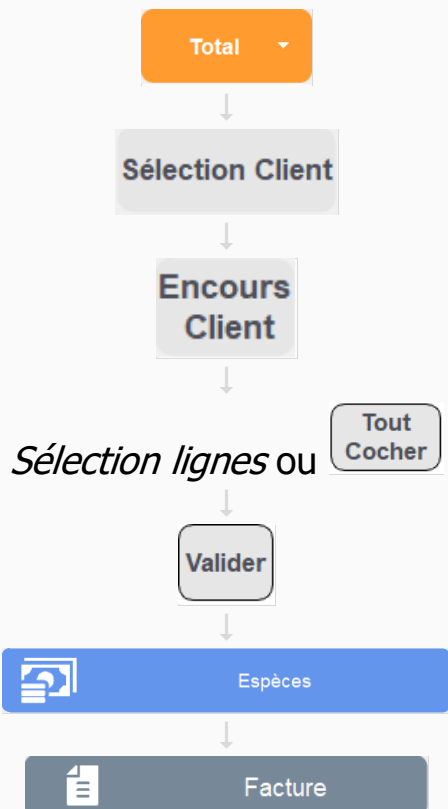 Total
Sélection Client
Encours
Client
Sélection lignes ou Tout
Cocher
Valider
Espèces
Facture